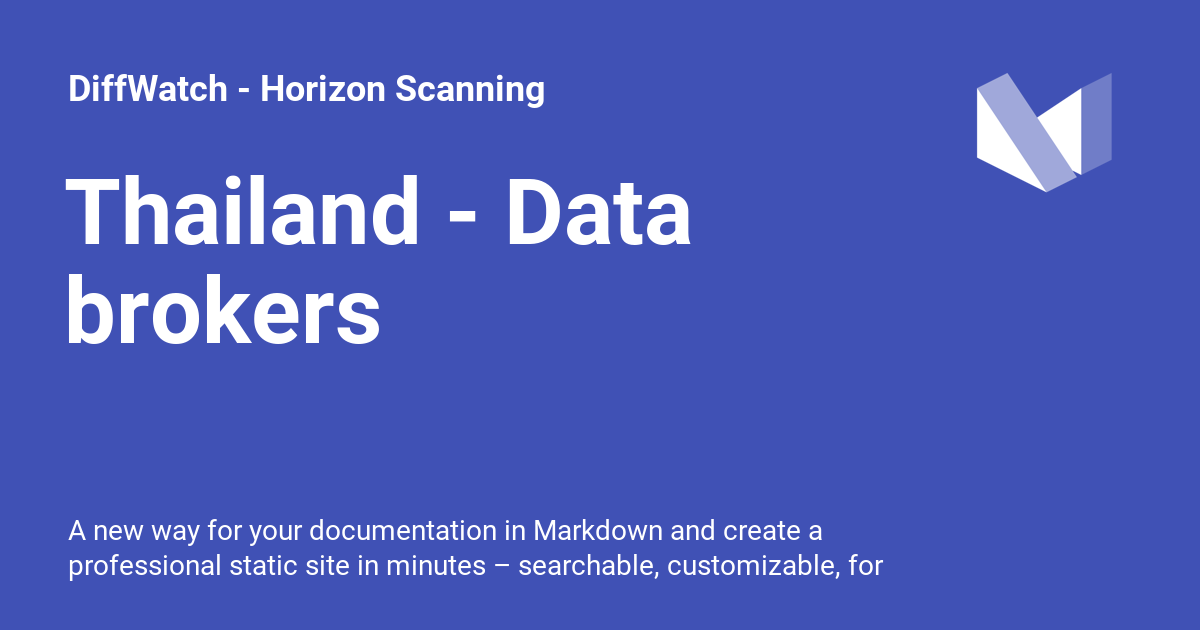 DiffWatch - Horizon Scanning
Thailand - Data
brokers
A new way for your documentation in Markdown and create a
professional static site in minutes – searchable, customizable, for